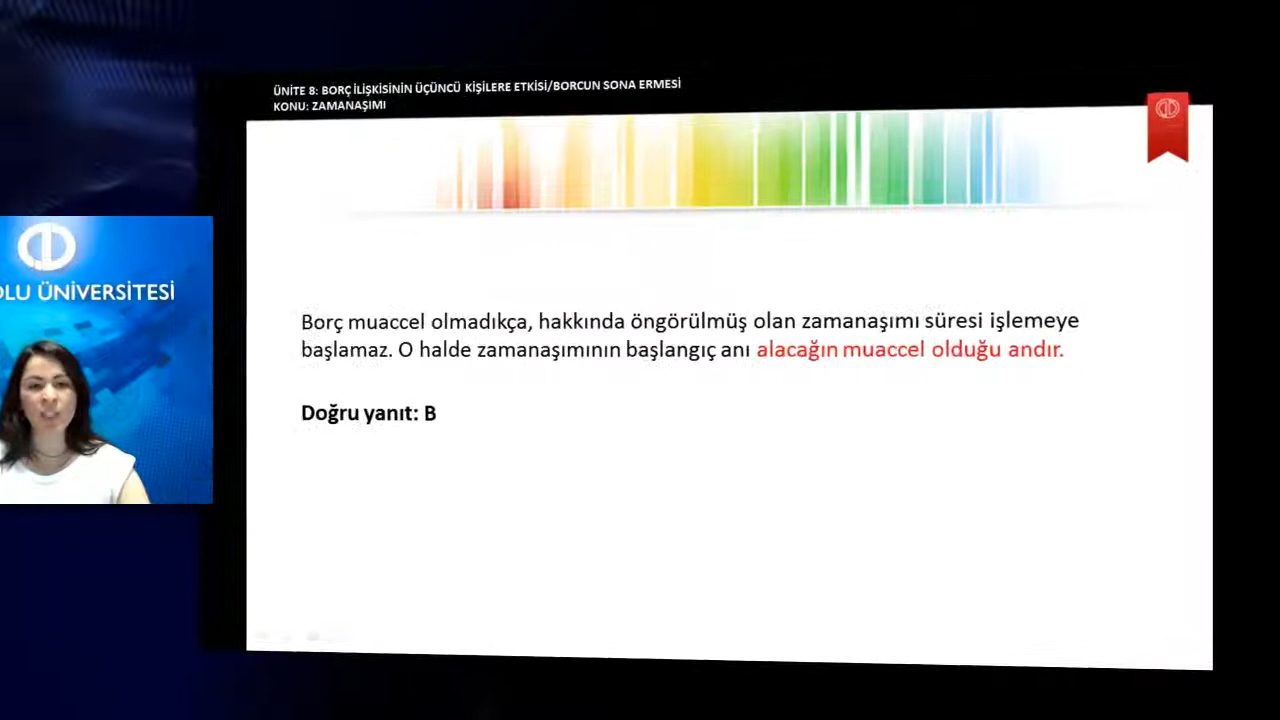 ÜNİTE 8: BORÇ İLİŞKİSİNİN ÜÇÜNCÜ KİŞİLERE ETKİSİ/BORCUN SONA ERMESİ
KONU: ZAMANAŞIMI
OLU ÜNİVERSİTESİ
Borç muaccel olmadıkça, hakkında öngörülmüş olan zamanaşımı süresi işlemeye
başlamaz. O halde zamanaşımının başlangıç anı alacağın muaccel olduğu andır.
Doğru yanıt: B